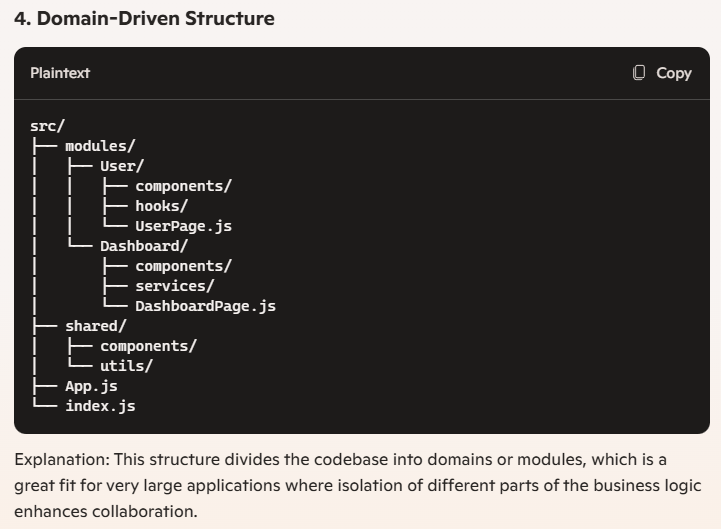 4. Domain-Driven Structure
Plaintext Copy
src/
├── modules/
│   ├── User/
│   │   ├── components/
│   │   ├── hooks/
│   │   └── UserPage.js
│   └── Dashboard/
│       ├── components/
│       ├── services/
│       └── DashboardPage.js
├── shared/
│   ├── components/
│   └── utils/
├── App.js
└── index.js
Explanation: This structure divides the codebase into domains or modules, which is a
great fit for very large applications where isolation of different parts of the business logic
enhances collaboration.